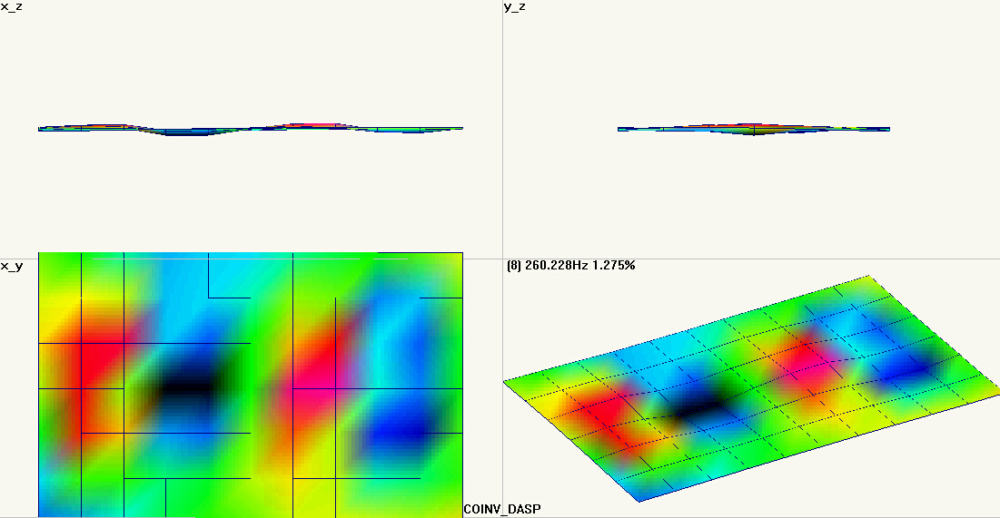 x_z
y_z
x_y
(8) 260.228Hz 1.275%
COINV_DASP